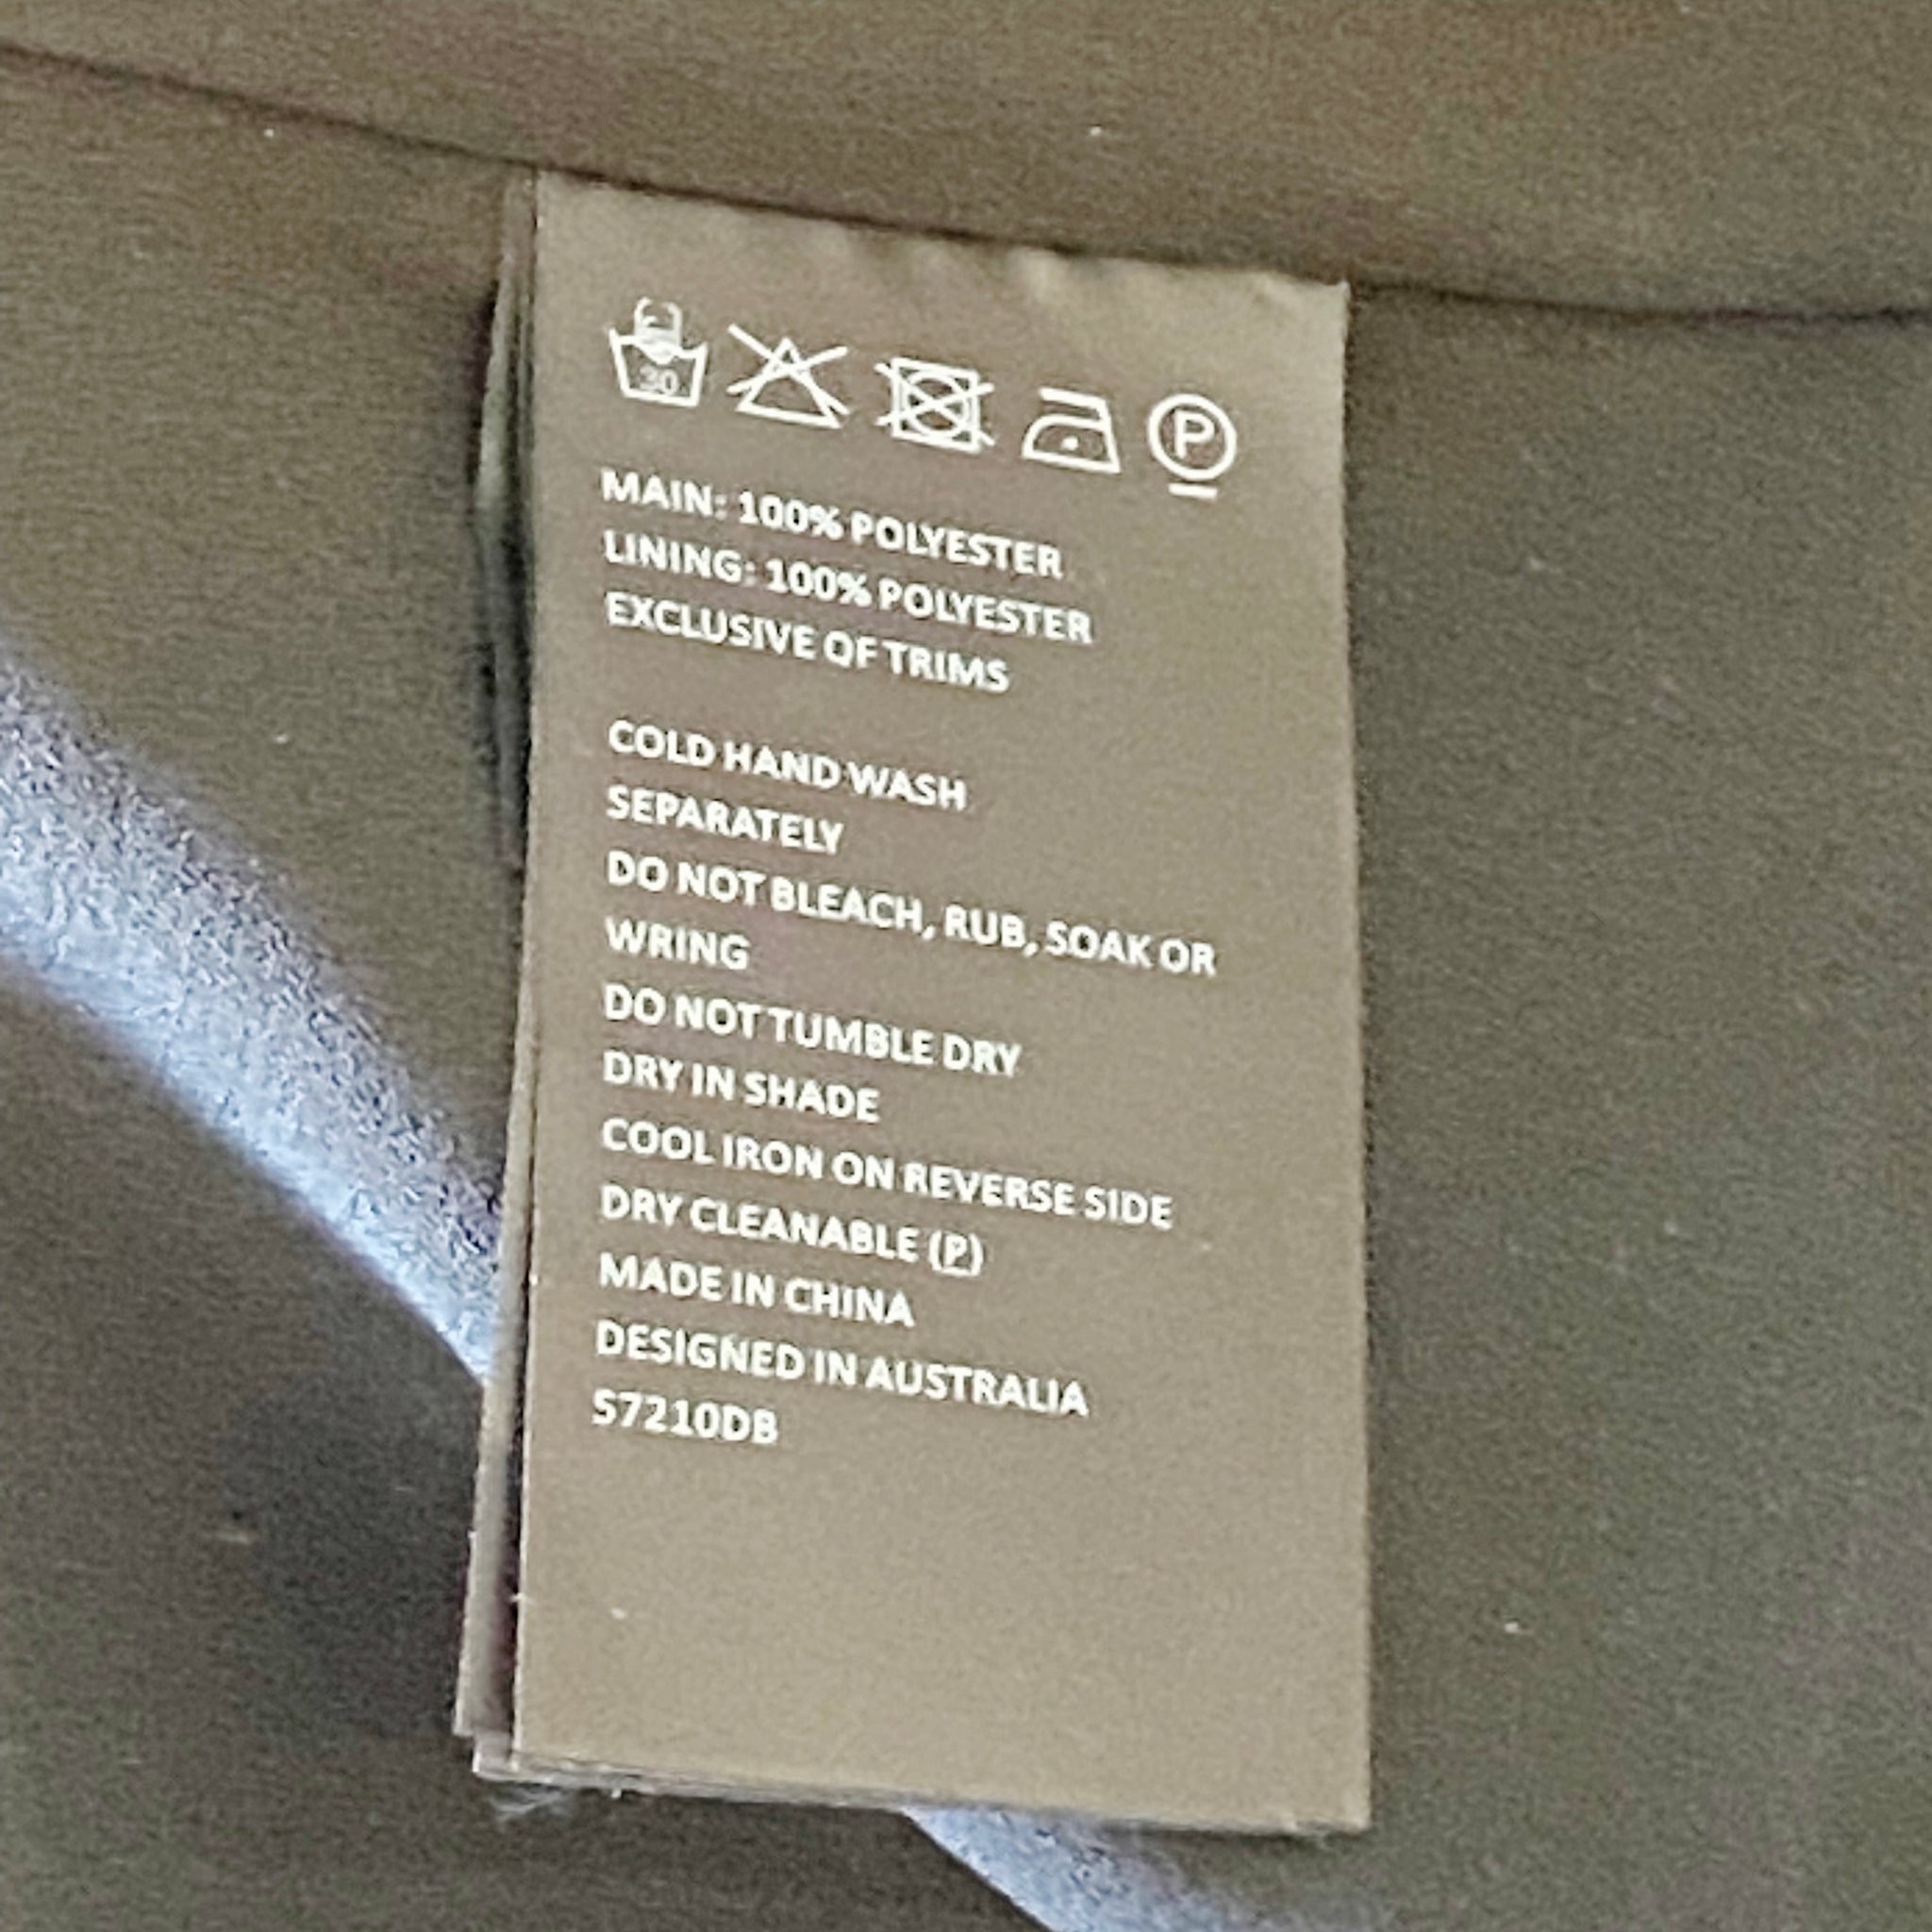 30
P
MAIN: 100% POLYESTER
LINING: 100% POLYESTER
EXCLUSIVE OF TRIMS
COLD HAND WASH
SEPARATELY
DO NOT BLEACH, RUB, SOAK OR
WRING
DO NOT TUMBLE DRY
DRY IN SHADE
COOL IRON ON REVERSE SIDE
DRY CLEANABLE (P)
MADE IN CHINA
DESIGNED IN AUSTRALIA
S7210DB